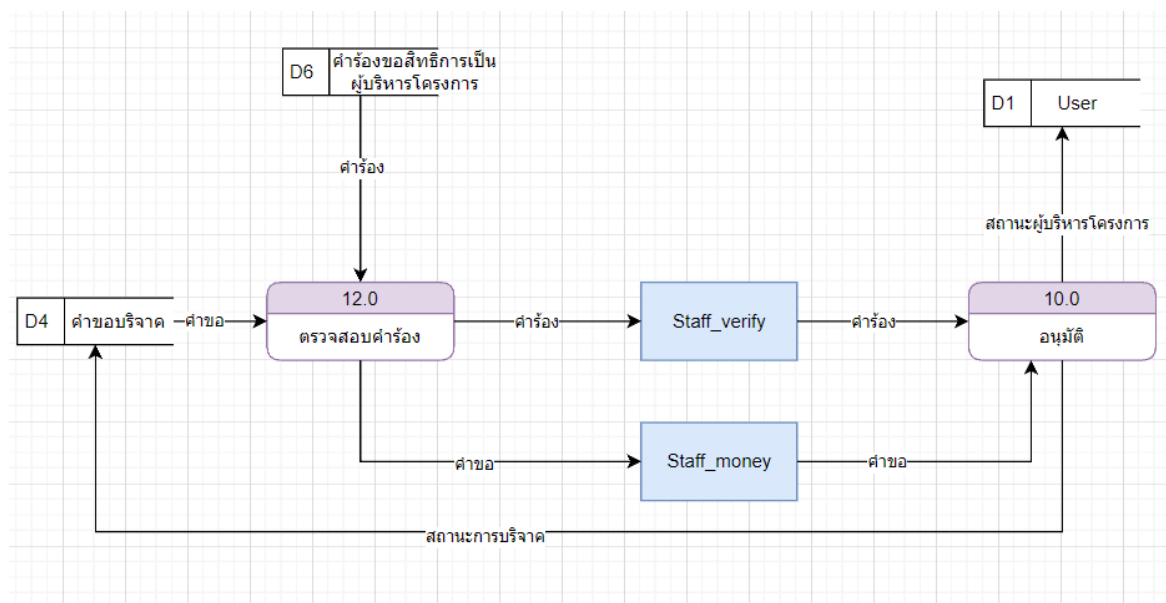 D6
คำร้องขอสิทธิการเป็น
ผู้บริหารโครงการ
D1
User
คำร้อง
สถานะผู้บริหารโครงการ
D4
คำขอบริจาค
คำขอ
12.0
ตรวจสอบคำร้อง
คำร้อง
Staff_verify
คำร้อง
10.0
อนุมัติ
คำขอ
Staff_money
คำขอ
สถานะการบริจาค